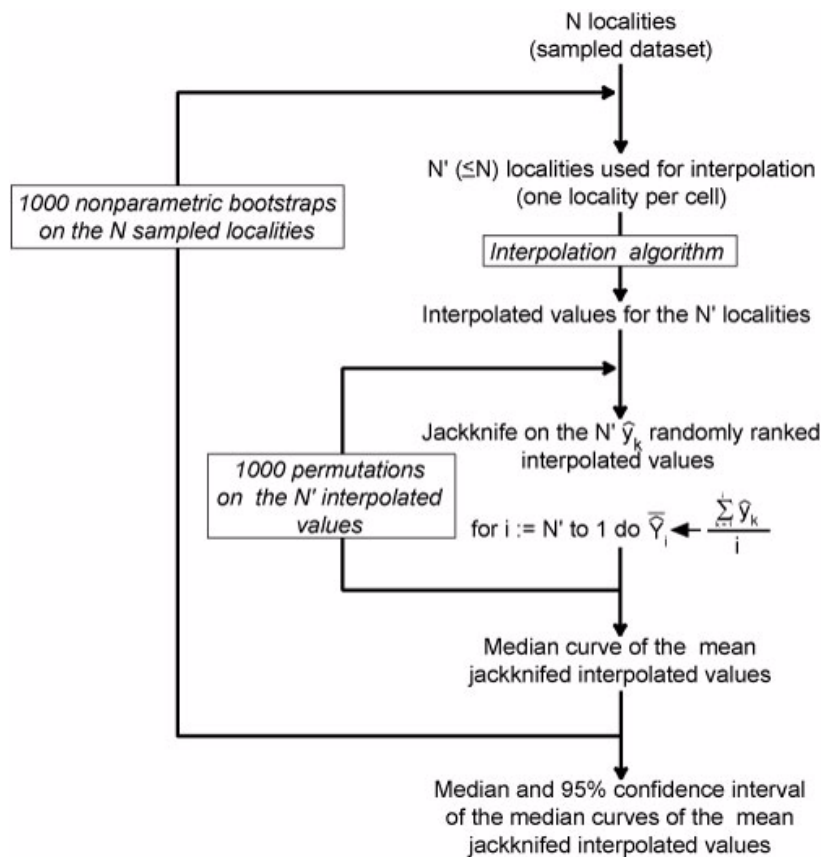 N localities
(sampled dataset)
N' (≤N) localities used for interpolation
(one locality per cell)
1000 nonparametric bootstraps
on the N sampled localities
Interpolation algorithm
Interpolated values for the N' localities
Jackknife on the N' ŷk randomly ranked
interpolated values
1000 permutations
on the N' interpolated
values
for i := N' to 1 do Ŷ̅i ← Σ ŷk / i
Median curve of the mean
jackknifed interpolated values
Median and 95% confidence interval
of the median curves of the mean
jackknifed interpolated values